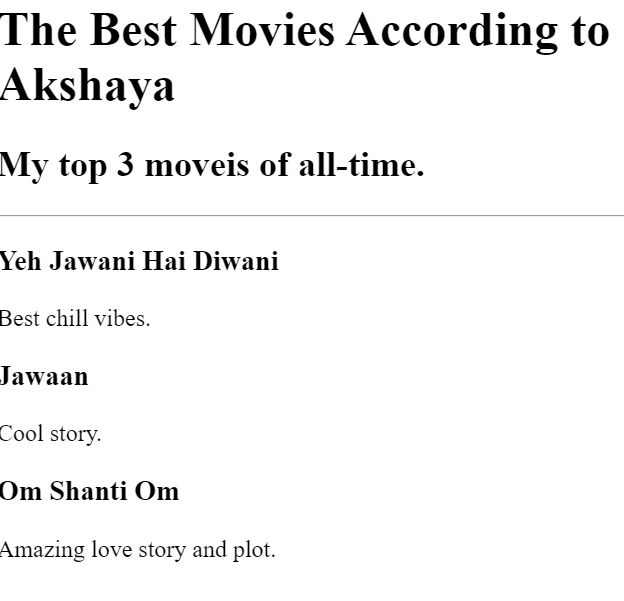 The Best Movies According to
Akshaya
My top 3 moveis of all-time.
Yeh Jawani Hai Diwani
Best chill vibes.
Jawaan
Cool story.
Om Shanti Om
Amazing love story and plot.